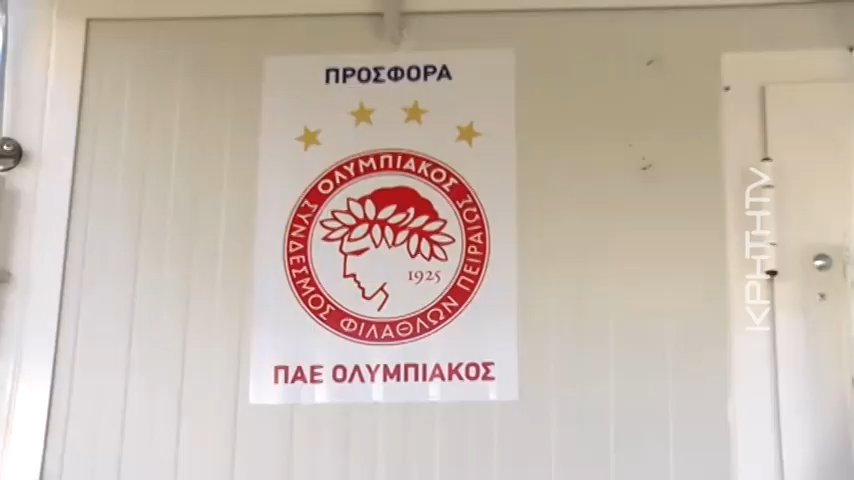 ΠΡΟΣΦΟΡΑ
ΟΛΥΜΠΙΑΚΟΣ
ΣΥΝΔΕΣΜΟΣ ΦΙΛΑΘΛΩΝ ΠΕΙΡΑΙΩΣ
1925
ΠΑΕ ΟΛΥΜΠΙΑΚΟΣ
ΚΡΗΤΗTV